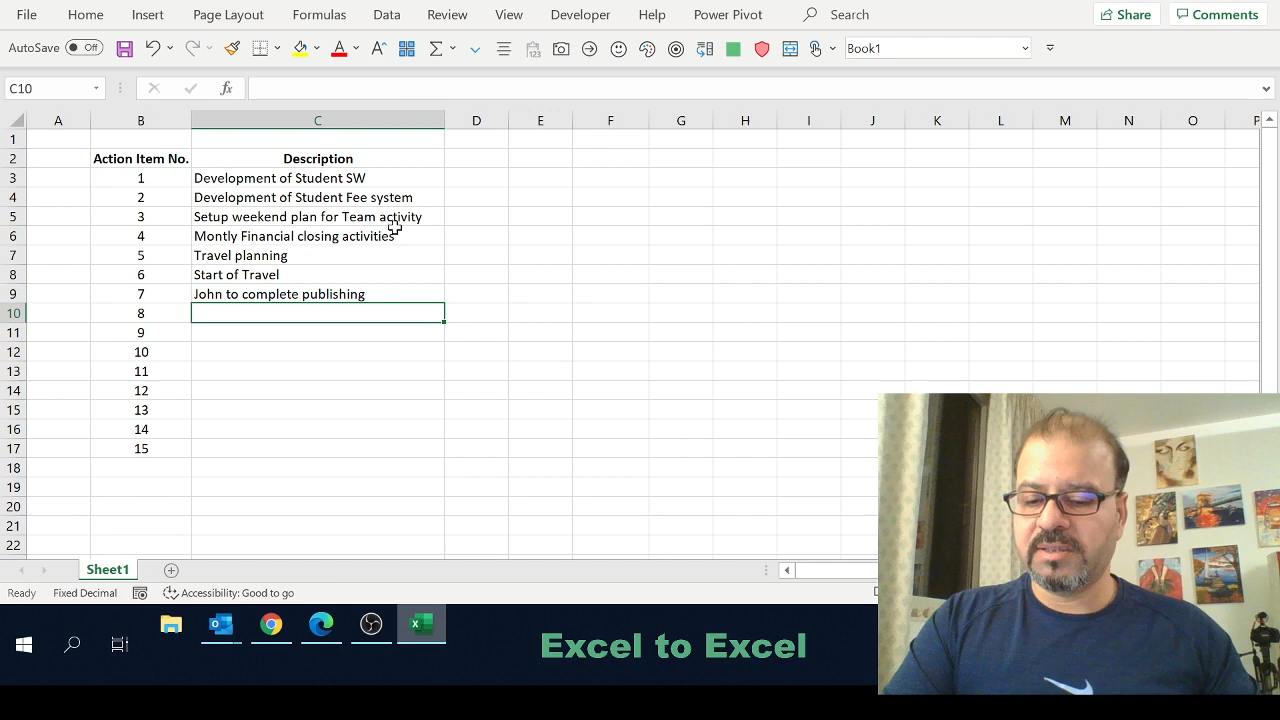 File Home Insert Page Layout Formulas Data Review View Developer Help Power Pivot Search Share Comments
AutoSave Off Book1
C10 fx
A B C D E F G H I J K L M N O P
1
2 Action Item No. Description
3 1 Development of Student SW
4 2 Development of Student Fee system
5 3 Setup weekend plan for Team activity
6 4 Montly Financial closing activities
7 5 Travel planning
8 6 Start of Travel
9 7 John to complete publishing
10 8
11 9
12 10
13 11
14 12
15 13
16 14
17 15
18
19
20
21
22
Sheet1
Ready Fixed Decimal Accessibility: Good to go
Excel to Excel